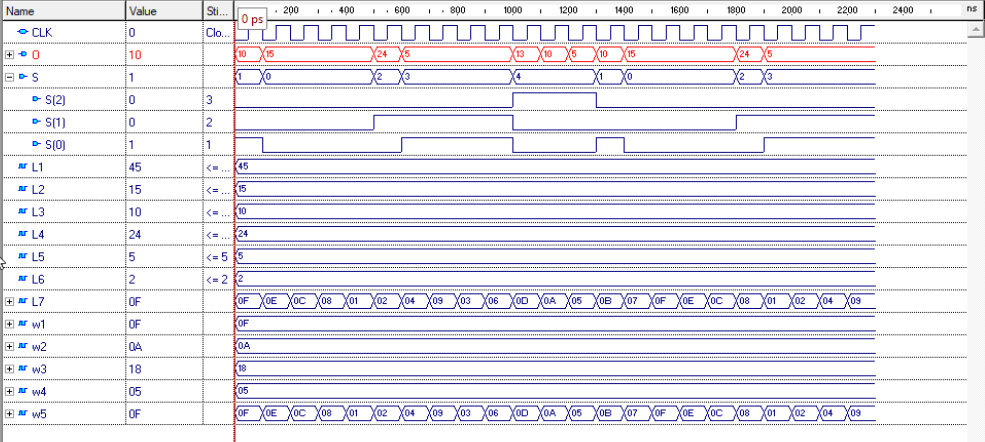 Name Value Sti... 200 400 600 800 1000 1200 1400 1600 1800 2000 2200 2400 ns
0 ps
CLK 0 Clo...
O 10 10 15 24 5 13 10 5 10 15 24 5
S 1 1 0 2 3 4 1 0 2 3
S(2) 0 3
S(1) 0 2
S(0) 1 1
L1 45 <= ... 45
L2 15 <= ... 15
L3 10 <= ... 10
L4 24 <= ... 24
L5 5 <= 5 5
L6 2 <= 2 2
L7 0F 0F 0E 0C 08 01 02 04 09 03 06 0D 0A 05 0B 07 0F 0E 0C 08 01 02 04 09
w1 0F 0F
w2 0A 0A
w3 18 18
w4 05 05
w5 0F 0F 0E 0C 08 01 02 04 09 03 06 0D 0A 05 0B 07 0F 0E 0C 08 01 02 04 09